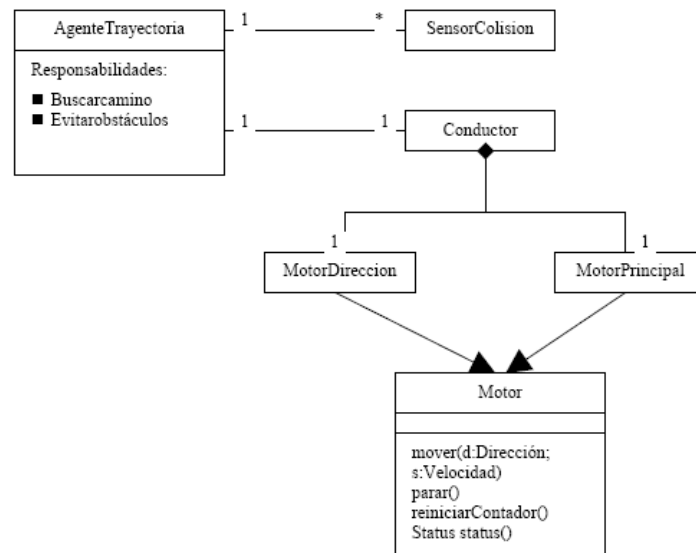 AgenteTrayectoria
1
*
SensorColision
Responsabilidades:
■ Buscarcamino
■ Evitarobstáculos
1
1
Conductor
1
1
MotorDireccion
MotorPrincipal
Motor
mover(d:Dirección;
s:Velocidad)
parar()
reiniciarContador()
Status status()